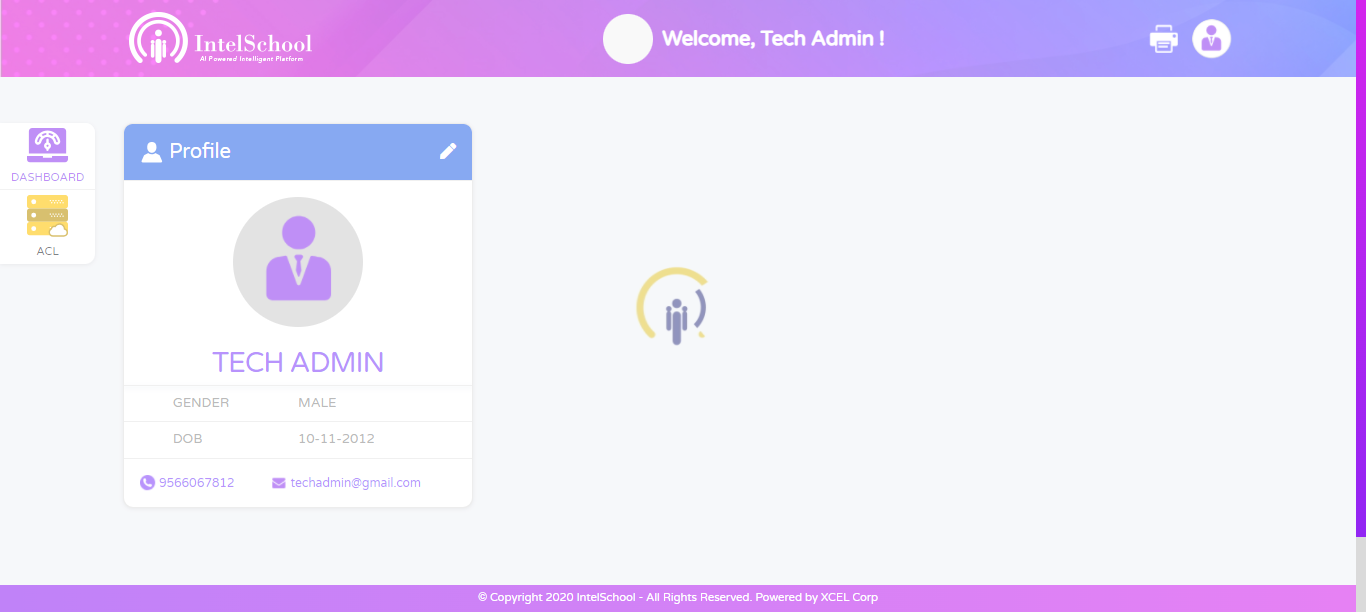 IntelSchool
AI Powered Intelligent Platform
Welcome, Tech Admin !
DASHBOARD
ACL
Profile
TECH ADMIN
GENDER MALE
DOB 10-11-2012
9566067812 techadmin@gmail.com
© Copyright 2020 IntelSchool - All Rights Reserved. Powered by XCEL Corp